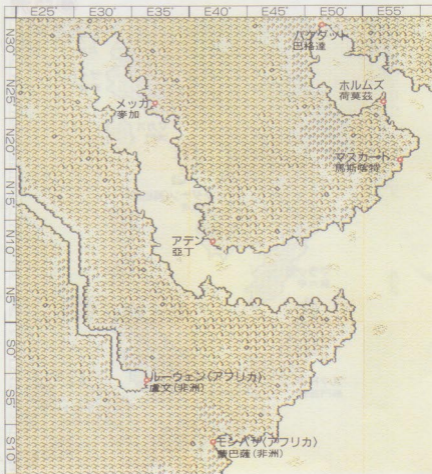 E25° E30° E35° E40° E45° E50° E55°
N30°
バグダット
巴格達
N25°
ホルムズ
荷莫茲
メッカ
麥加
N20°
マスカート
馬斯喀特
N15°
N10°
アデン
亞丁
N5°
S0°
ルーウェン(アフリカ)
盧文(非洲)
S5°
S10°
モンバサ(アフリカ)
蒙巴薩(非洲)